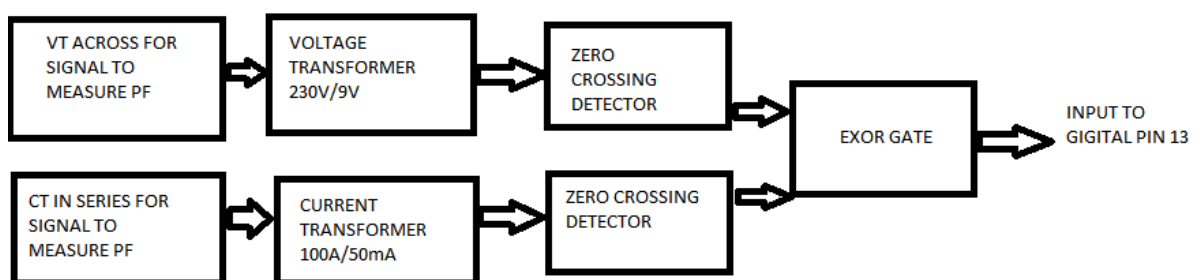 VT ACROSS FOR
SIGNAL TO
MEASURE PF
VOLTAGE
TRANSFORMER
230V/9V
ZERO
CROSSING
DETECTOR
EXOR GATE
INPUT TO
GIGITAL PIN 13
CT IN SERIES FOR
SIGNAL TO
MEASURE PF
CURRENT
TRANSFORMER
100A/50mA
ZERO CROSSING
DETECTOR